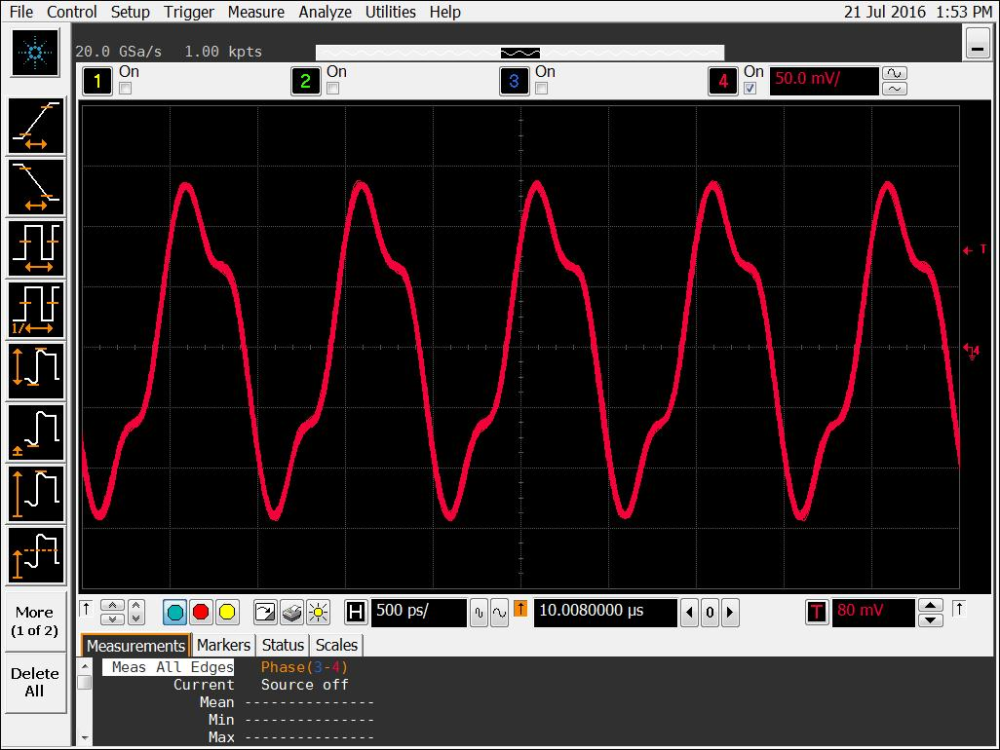 File Control Setup Trigger Measure Analyze Utilities Help 21 Jul 2016 1:53 PM
20.0 GSa/s 1.00 kpts
1 On 2 On 3 On 4 On 50.0 mV/
T
4
1/
More
(1 of 2)
Delete
All
H 500 ps/ 10.0080000 µs 0 T 80 mV
Measurements Markers Status Scales
Meas All Edges Phase(3-4)
Current Source off
Mean ---------------
Min ---------------
Max ---------------